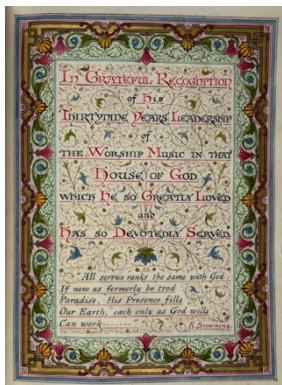 In Grateful Recognition
of His
Thirtynine Years Leadership
of
the Worship Music in that
House of God
which He so Greatly Loved
and
Has so Devotedly Served.
All service ranks the same with God:
If now as formerly he trod
Paradise, His Presence fills
Our Earth, each only as God wills
Can work........
R. Browning.